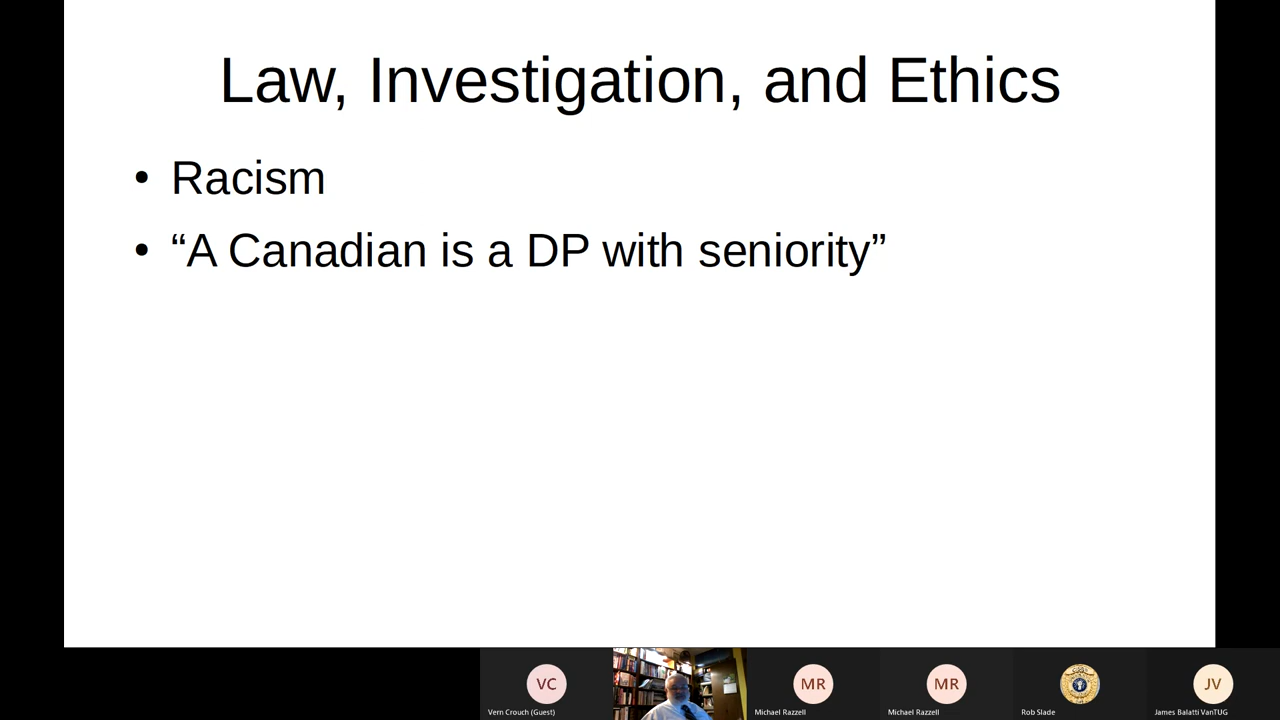 Law, Investigation, and Ethics
• Racism
• “A Canadian is a DP with seniority”
VC
MR
MR
JV
Vern Crouch (Guest)
Michael Razzell
Michael Razzell
Rob Slade
James Balatti VanTUG